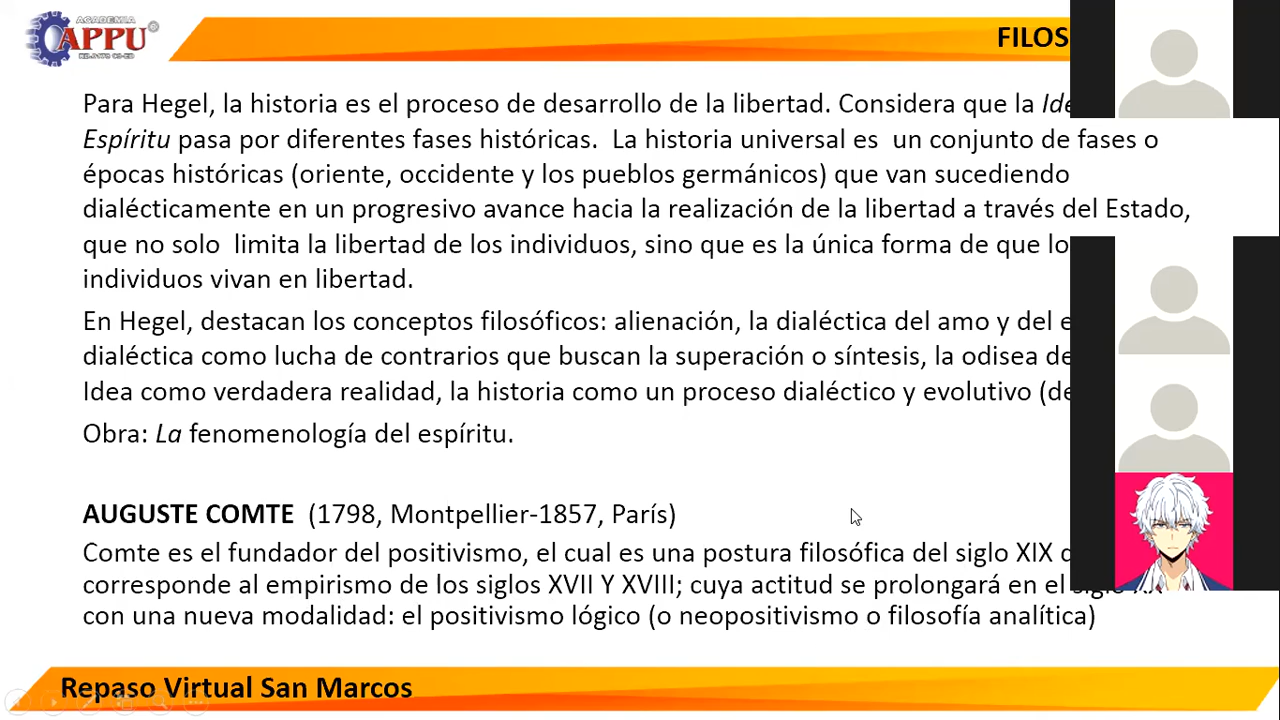 ACADEMIA
APPU
FILOS
Para Hegel, la historia es el proceso de desarrollo de la libertad. Considera que la
Espíritu pasa por diferentes fases históricas. La historia universal es un conjunto de fases o
épocas históricas (oriente, occidente y los pueblos germánicos) que van sucediendo
dialécticamente en un progresivo avance hacia la realización de la libertad a través del Estado,
que no solo limita la libertad de los individuos, sino que es la única forma de que lo
individuos vivan en libertad.
En Hegel, destacan los conceptos filosóficos: alienación, la dialéctica del amo y del
dialéctica como lucha de contrarios que buscan la superación o síntesis, la odisea de
Idea como verdadera realidad, la historia como un proceso dialéctico y evolutivo (de
Obra: La fenomenología del espíritu.
AUGUSTE COMTE (1798, Montpellier-1857, París)
Comte es el fundador del positivismo, el cual es una postura filosófica del siglo XIX
corresponde al empirismo de los siglos XVII Y XVIII; cuya actitud se prolongará en el siglo
con una nueva modalidad: el positivismo lógico (o neopositivismo o filosofía analítica)
Repaso Virtual San Marcos